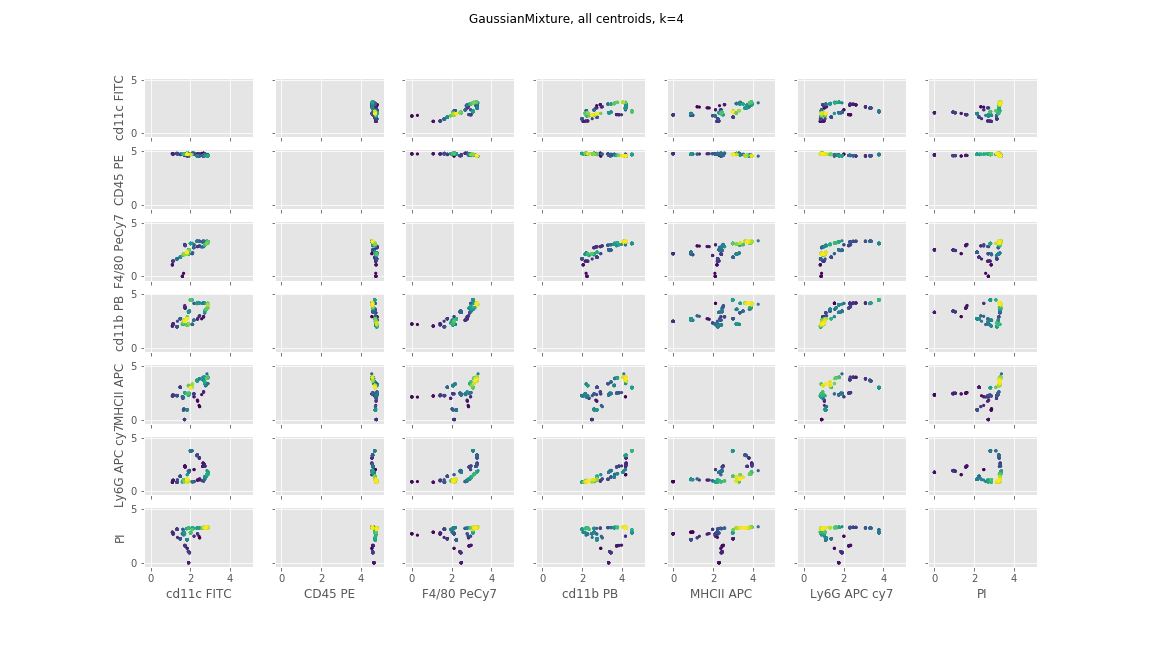 GaussianMixture, all centroids, k=4
cd11c FITC
5
0
CD45 PE
5
0
F4/80 PeCy7
5
0
cd11b PB
5
0
MHCII APC
5
0
Ly6G APC cy7
5
0
PI
5
0
0 2 4 0 2 4 0 2 4 0 2 4 0 2 4 0 2 4 0 2 4
cd11c FITC CD45 PE F4/80 PeCy7 cd11b PB MHCII APC Ly6G APC cy7 PI